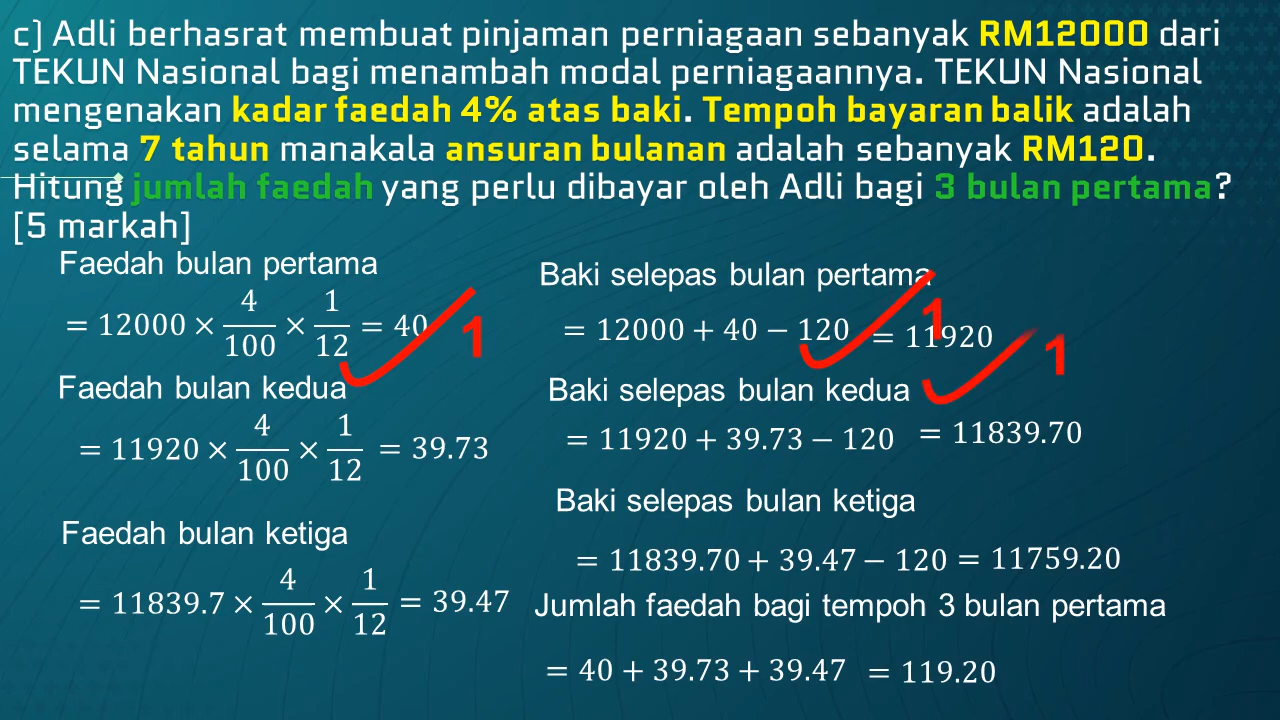 c) Adli berhasrat membuat pinjaman perniagaan sebanyak RM12000 dari
TEKUN Nasional bagi menambah modal perniagaannya. TEKUN Nasional
mengenakan kadar faedah 4% atas baki. Tempoh bayaran balik adalah
selama 7 tahun manakala ansuran bulanan adalah sebanyak RM120.
Hitung jumlah faedah yang perlu dibayar oleh Adli bagi 3 bulan pertama?
[5 markah]
Faedah bulan pertama
= 12000 × 4/100 × 1/12 = 40
1
Faedah bulan kedua
= 11920 × 4/100 × 1/12 = 39.73
Faedah bulan ketiga
= 11839.7 × 4/100 × 1/12 = 39.47
Baki selepas bulan pertama
= 12000 + 40 − 120 = 11920
1
1
Baki selepas bulan kedua
= 11920 + 39.73 − 120 = 11839.70
Baki selepas bulan ketiga
= 11839.70 + 39.47 − 120 = 11759.20
Jumlah faedah bagi tempoh 3 bulan pertama
= 40 + 39.73 + 39.47 = 119.20